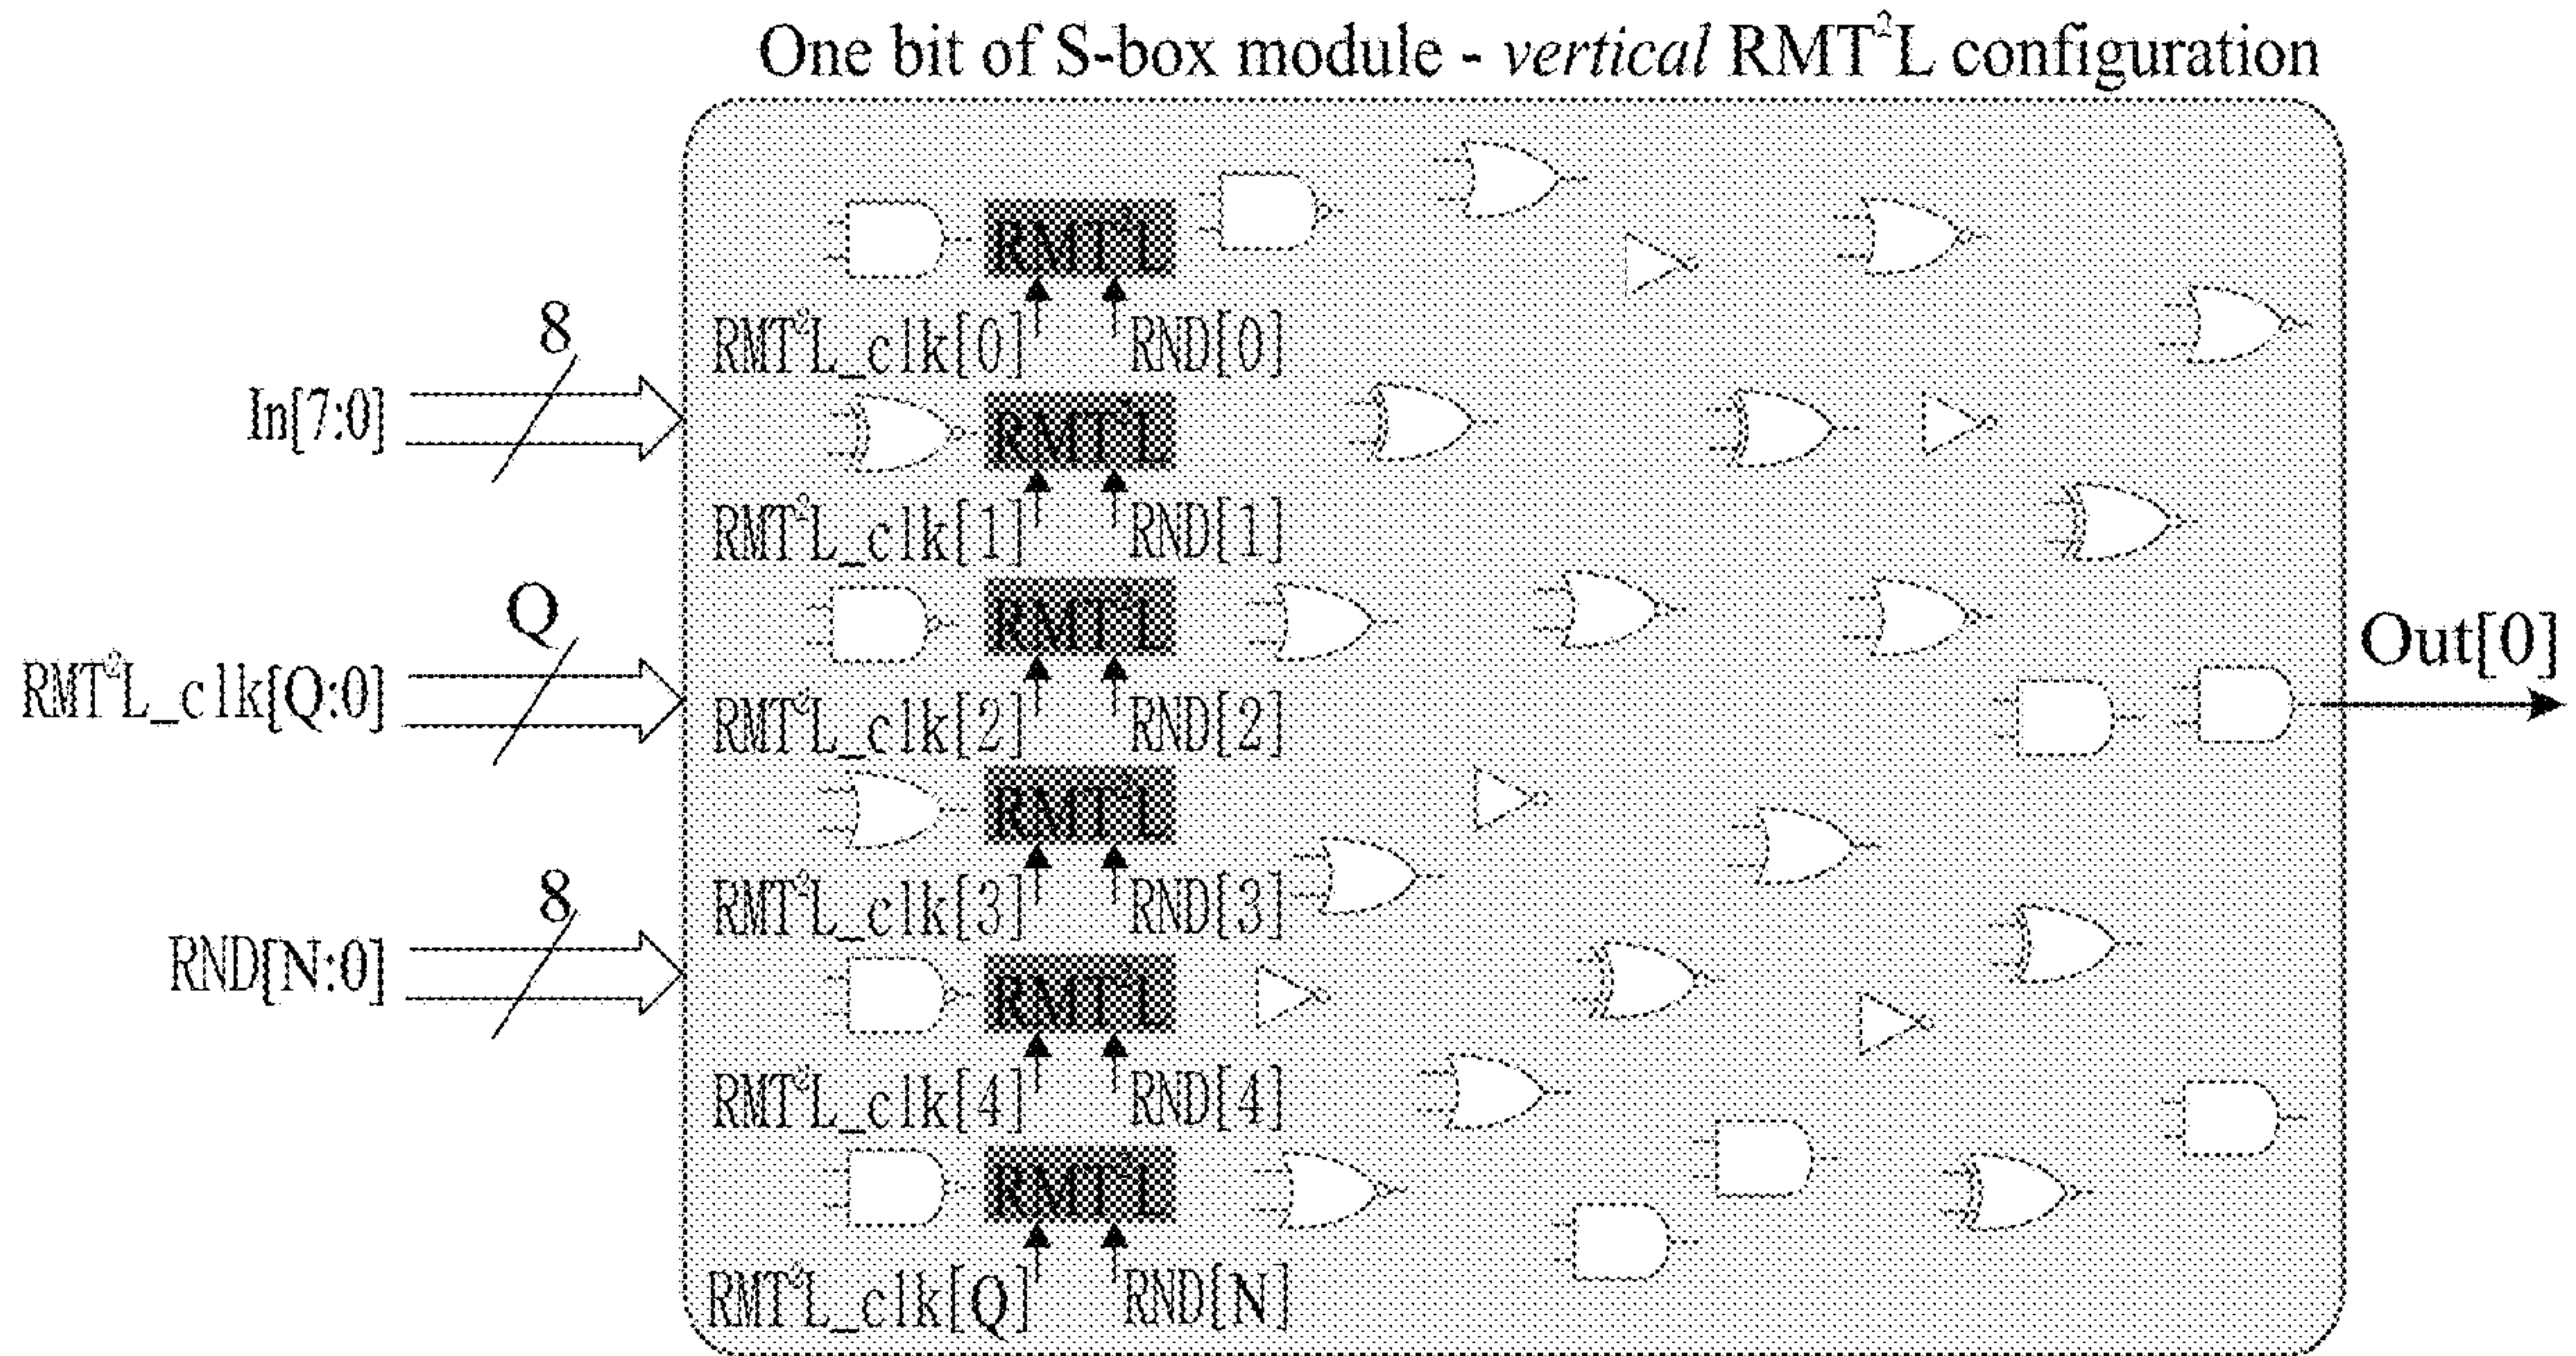 One bit of S-box module - vertical RMT²L configuration
RMT²L
RMT²L_clk[0] RND[0]
8
In[7:0]
RMT²L
RMT²L_clk[1] RND[1]
Q
RMT²L_clk[Q:0]
RMT²L
RMT²L_clk[2] RND[2]
Out[0]
RMT²L
RMT²L_clk[3] RND[3]
8
RND[N:0]
RMT²L
RMT²L_clk[4] RND[4]
RMT²L
RMT²L_clk[Q] RND[N]